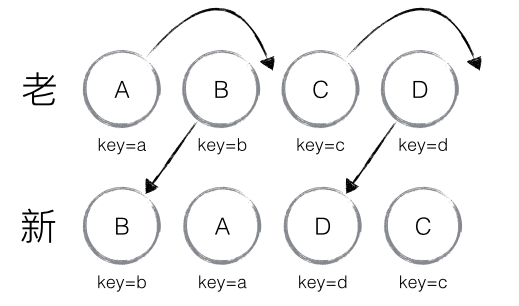 老 A B C D
key=a key=b key=c key=d
新 B A D C
key=b key=a key=d key=c